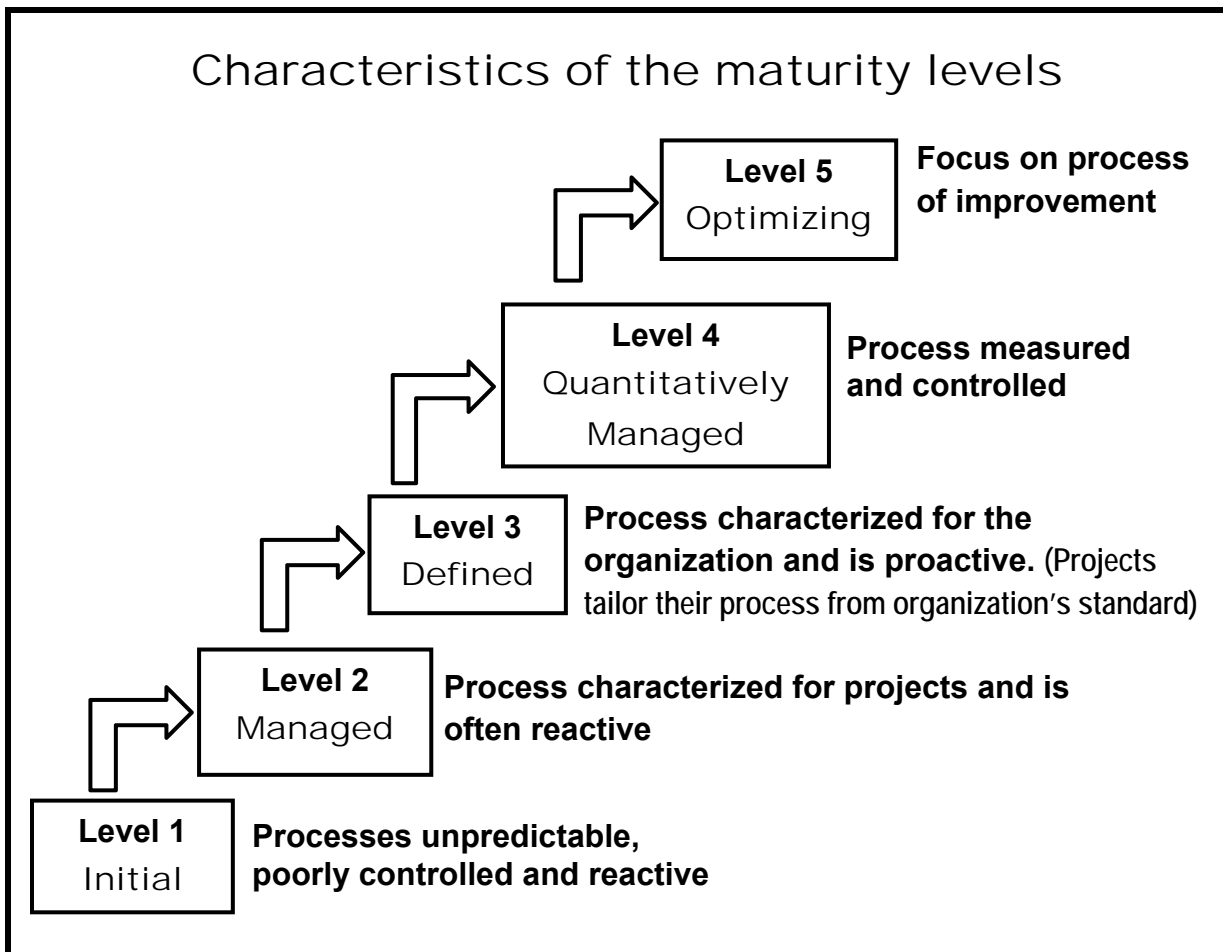 Characteristics of the maturity levels
Level 5
Optimizing
Focus on process
of improvement
Level 4
Quantitatively
Managed
Process measured
and controlled
Level 3
Defined
Process characterized for the
organization and is proactive. (Projects
tailor their process from organization's standard)
Level 2
Managed
Process characterized for projects and is
often reactive
Level 1
Initial
Processes unpredictable,
poorly controlled and reactive